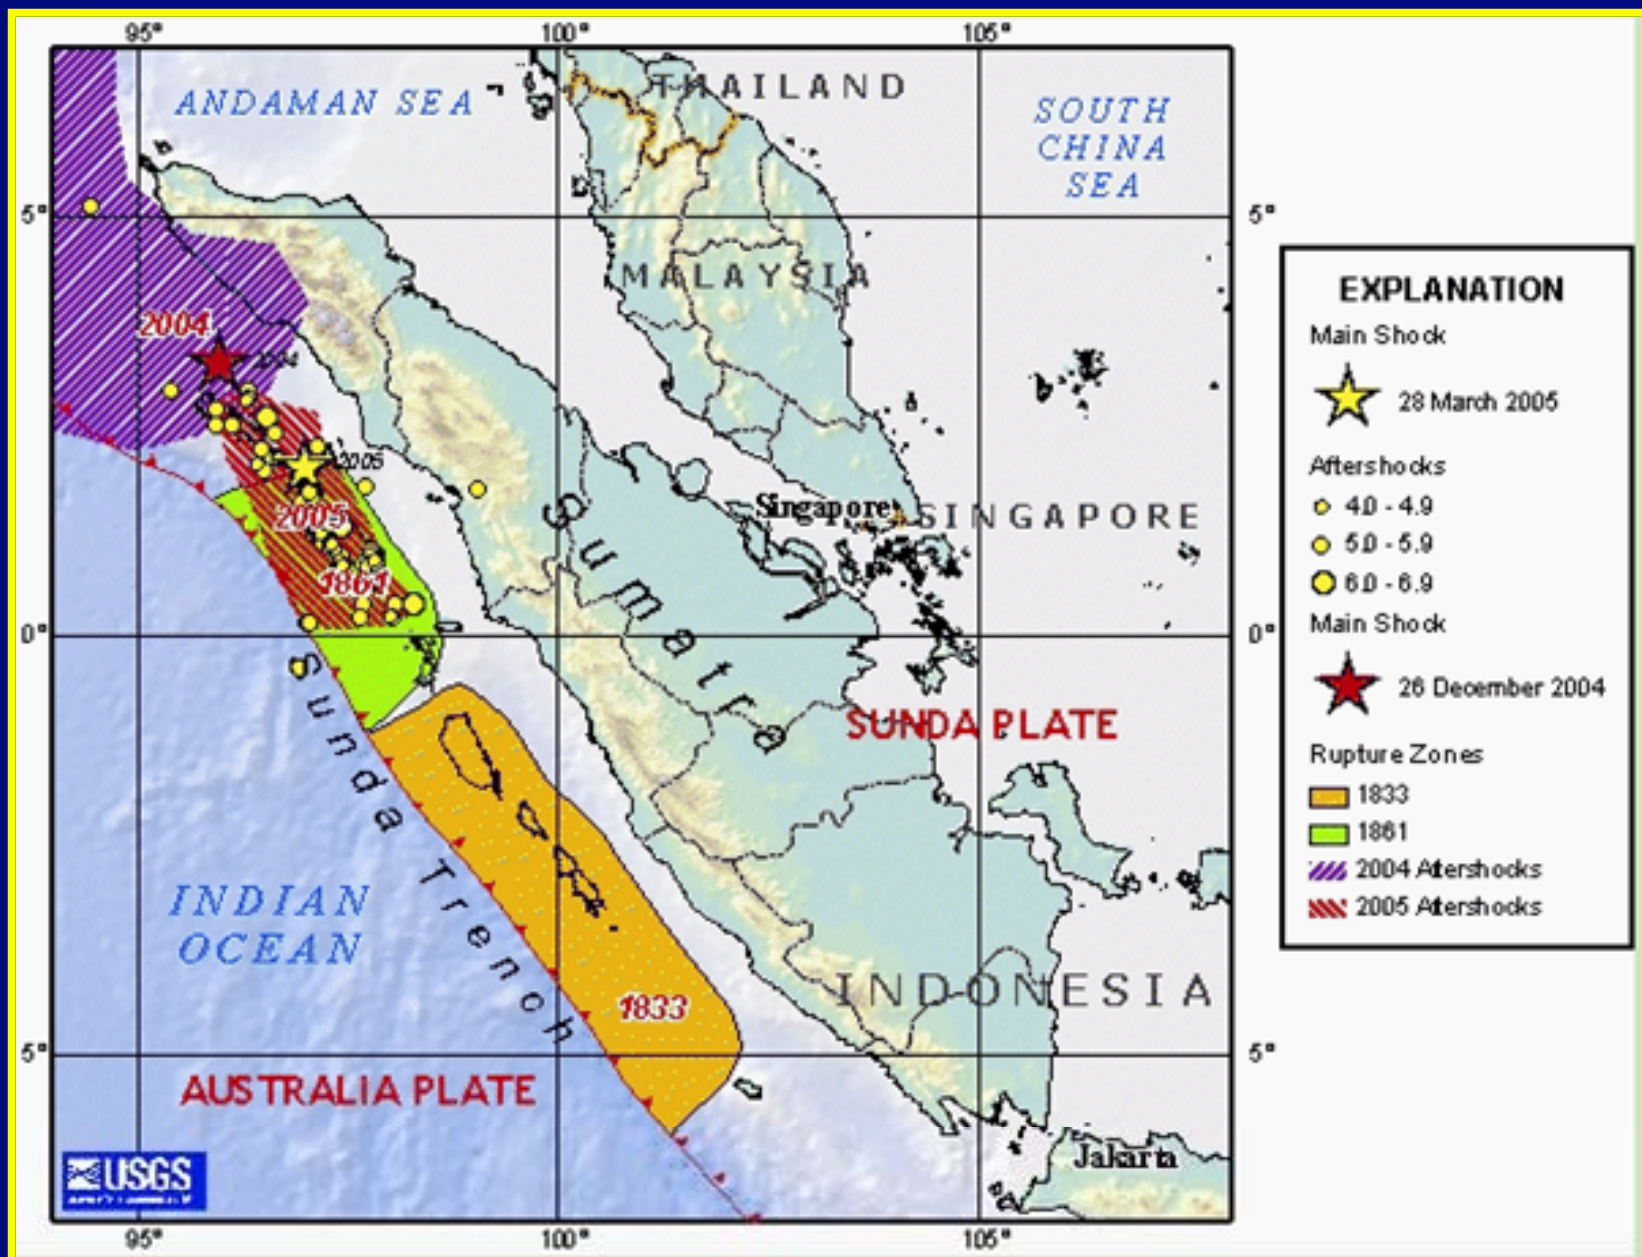 95°
100°
105°
ANDAMAN SEA
THAILAND
SOUTH
CHINA
SEA
5°
5°
MALAYSIA
2004
2004
2005
2005
1861
Singapore
SINGAPORE
Sumatra
0°
0°
SUNDA PLATE
Sunda Trench
INDIAN
OCEAN
INDONESIA
1833
5°
5°
AUSTRALIA PLATE
Jakarta
USGS
95°
100°
105°
EXPLANATION
Main Shock
28 March 2005
Aftershocks
4.0 - 4.9
5.0 - 5.9
6.0 - 6.9
Main Shock
26 December 2004
Rupture Zones
1833
1861
2004 Atershocks
2005 Atershocks